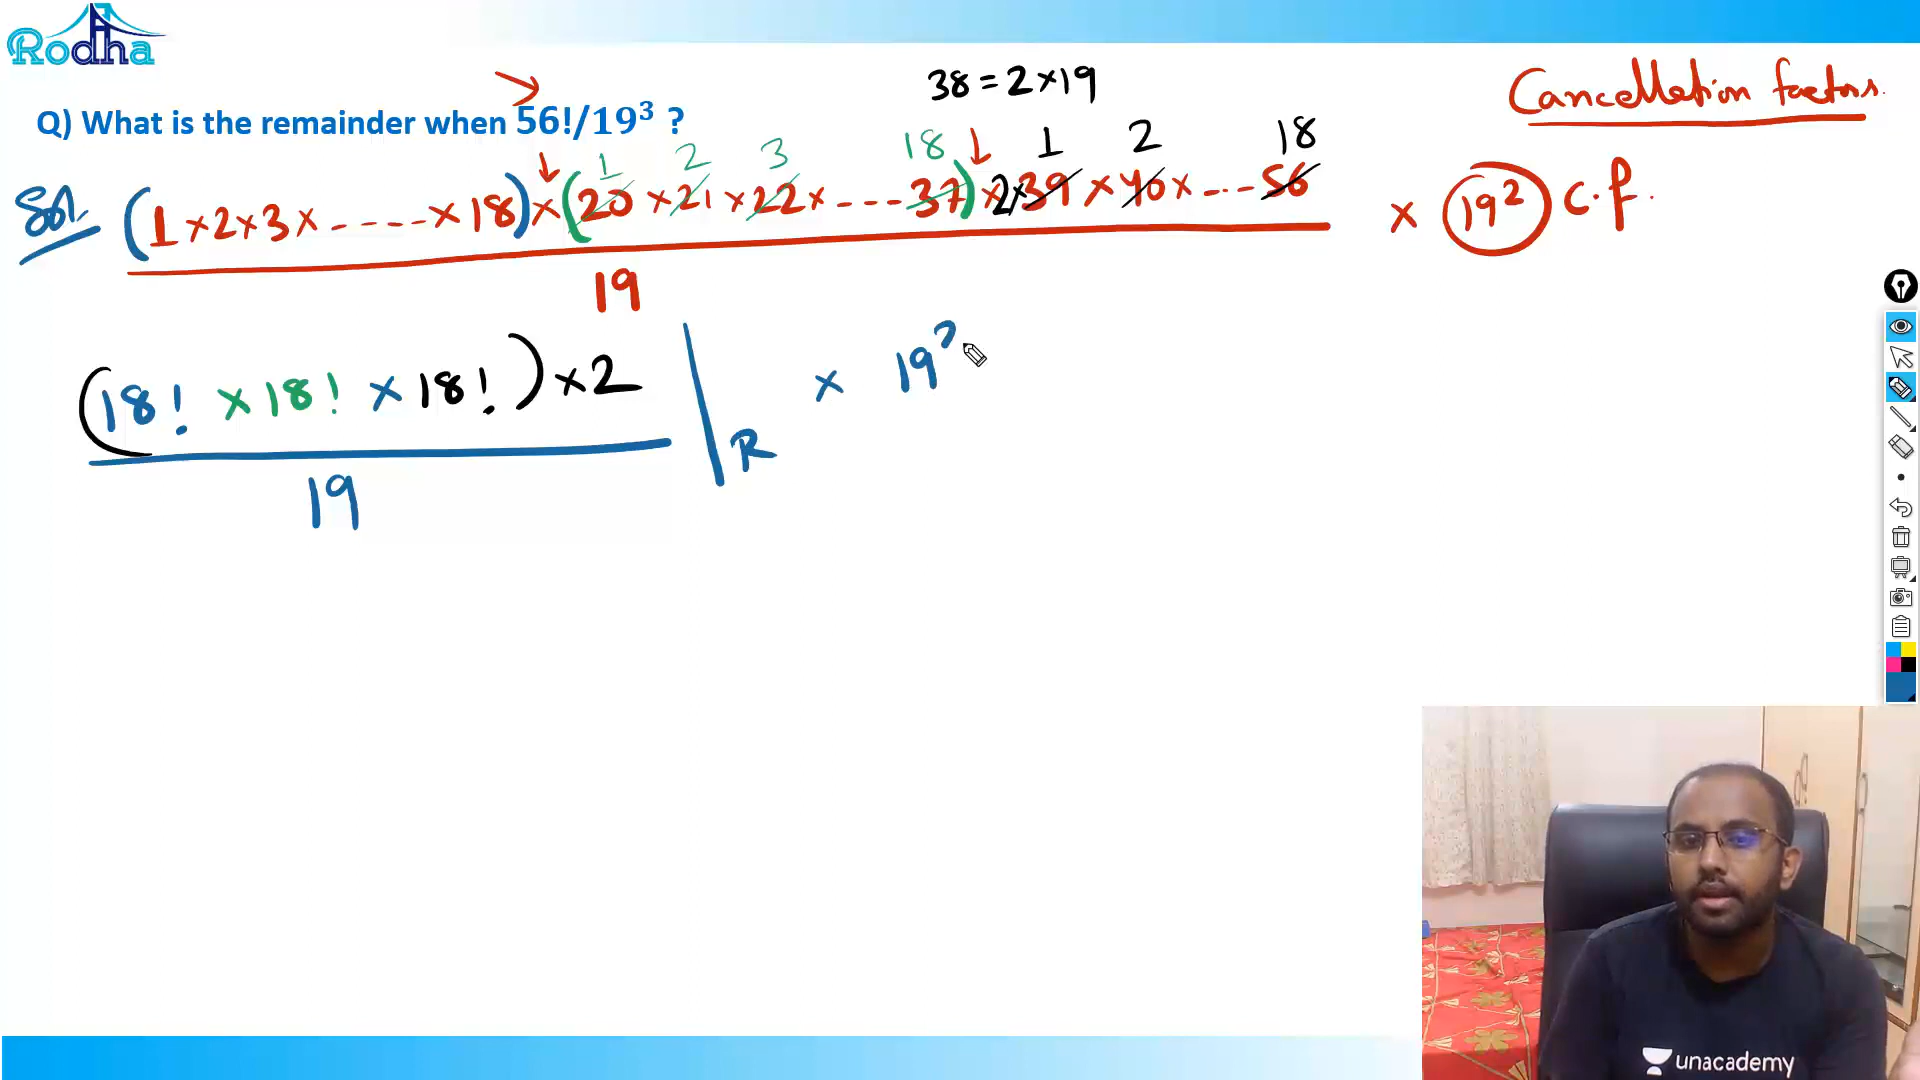 Rodha
38 = 2 × 19
Cancellation factors.
Q) What is the remainder when 56!/19³ ?
1 2 3 18 1 2 18
Sol. (1 × 2 × 3 × ..... × 18) × (20 × 21 × 22 × .... 37) × 2 × 39 × 40 × .... 56 × 19² C.f.
19
(18! × 18! × 18!) × 2 × 19²
R
19
unacademy